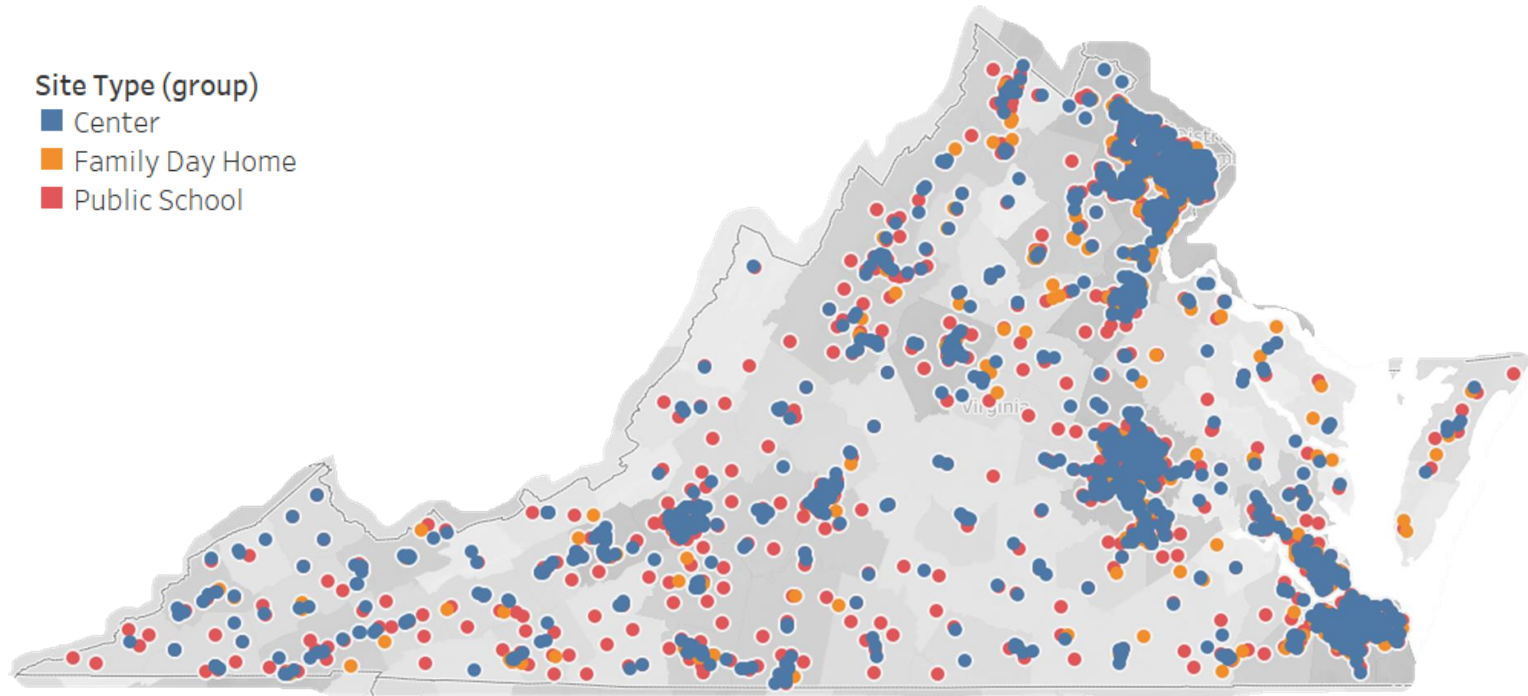 Site Type (group)
Center
Family Day Home
Public School
Virginia